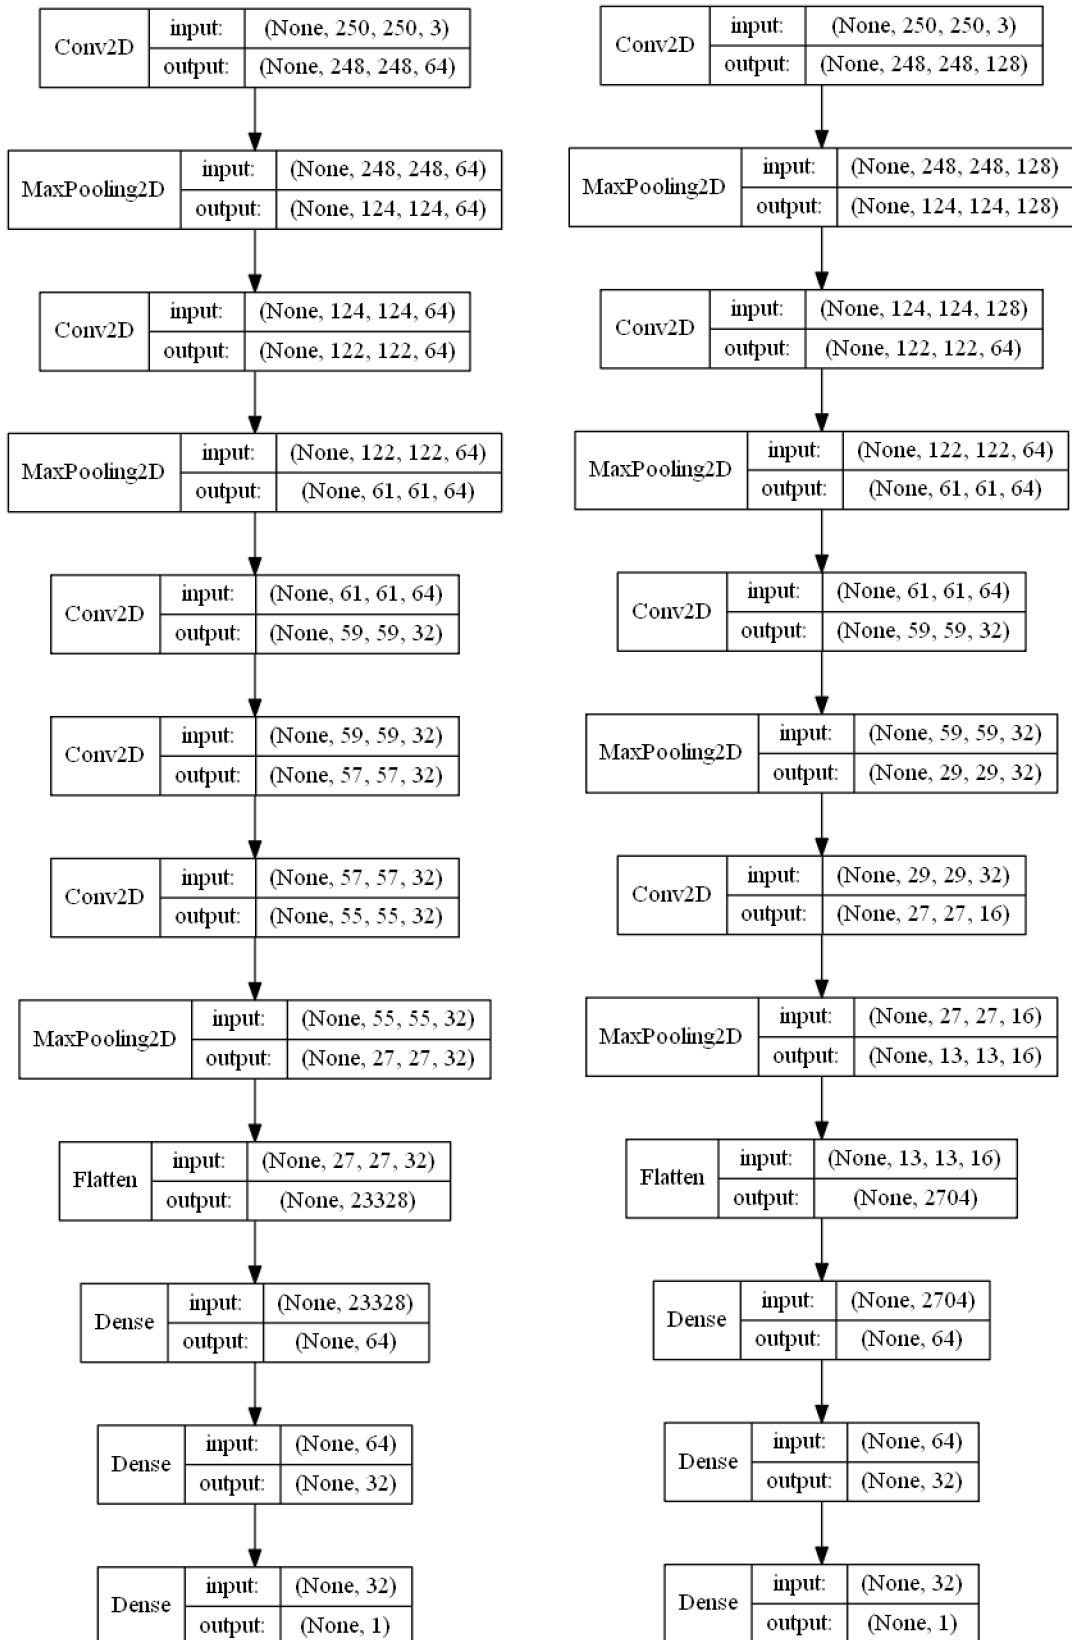 Conv2D
input: (None, 250, 250, 3)
output: (None, 248, 248, 64)
MaxPooling2D
input: (None, 248, 248, 64)
output: (None, 124, 124, 64)
Conv2D
input: (None, 124, 124, 64)
output: (None, 122, 122, 64)
MaxPooling2D
input: (None, 122, 122, 64)
output: (None, 61, 61, 64)
Conv2D
input: (None, 61, 61, 64)
output: (None, 59, 59, 32)
Conv2D
input: (None, 59, 59, 32)
output: (None, 57, 57, 32)
Conv2D
input: (None, 57, 57, 32)
output: (None, 55, 55, 32)
MaxPooling2D
input: (None, 55, 55, 32)
output: (None, 27, 27, 32)
Flatten
input: (None, 27, 27, 32)
output: (None, 23328)
Dense
input: (None, 23328)
output: (None, 64)
Dense
input: (None, 64)
output: (None, 32)
Dense
input: (None, 32)
output: (None, 1)
Conv2D
input: (None, 250, 250, 3)
output: (None, 248, 248, 128)
MaxPooling2D
input: (None, 248, 248, 128)
output: (None, 124, 124, 128)
Conv2D
input: (None, 124, 124, 128)
output: (None, 122, 122, 64)
MaxPooling2D
input: (None, 122, 122, 64)
output: (None, 61, 61, 64)
Conv2D
input: (None, 61, 61, 64)
output: (None, 59, 59, 32)
MaxPooling2D
input: (None, 59, 59, 32)
output: (None, 29, 29, 32)
Conv2D
input: (None, 29, 29, 32)
output: (None, 27, 27, 16)
MaxPooling2D
input: (None, 27, 27, 16)
output: (None, 13, 13, 16)
Flatten
input: (None, 13, 13, 16)
output: (None, 2704)
Dense
input: (None, 2704)
output: (None, 64)
Dense
input: (None, 64)
output: (None, 32)
Dense
input: (None, 32)
output: (None, 1)